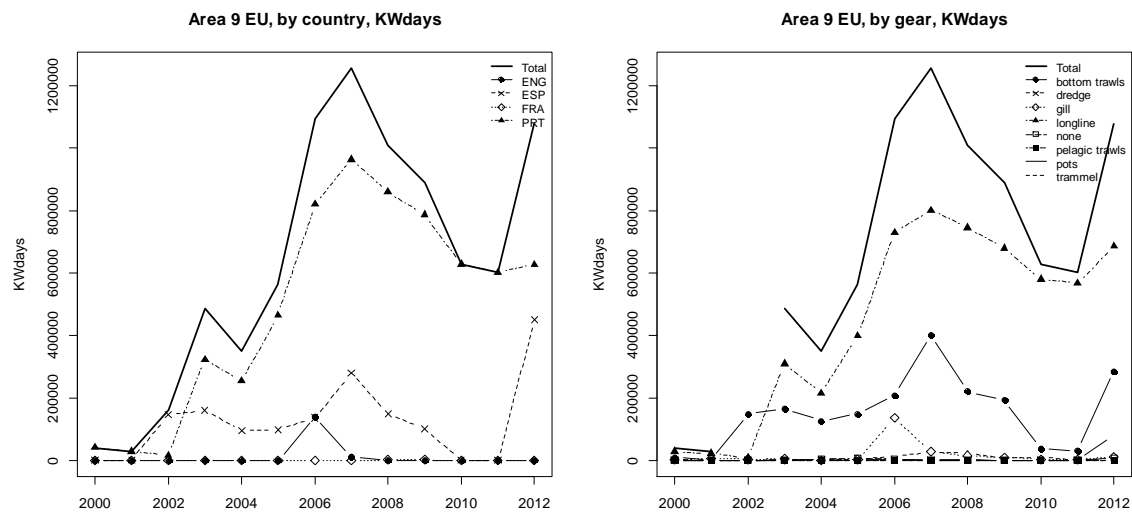 Area 9 EU, by country, KWdays
KWdays
0
200000
400000
600000
800000
1200000
2000
2002
2004
2006
2008
2010
2012
Total
ENG
ESP
FRA
PRT
Area 9 EU, by gear, KWdays
KWdays
0
200000
400000
600000
800000
1200000
2000
2002
2004
2006
2008
2010
2012
Total
bottom trawls
dredge
gill
longline
none
pelagic trawls
pots
trammel